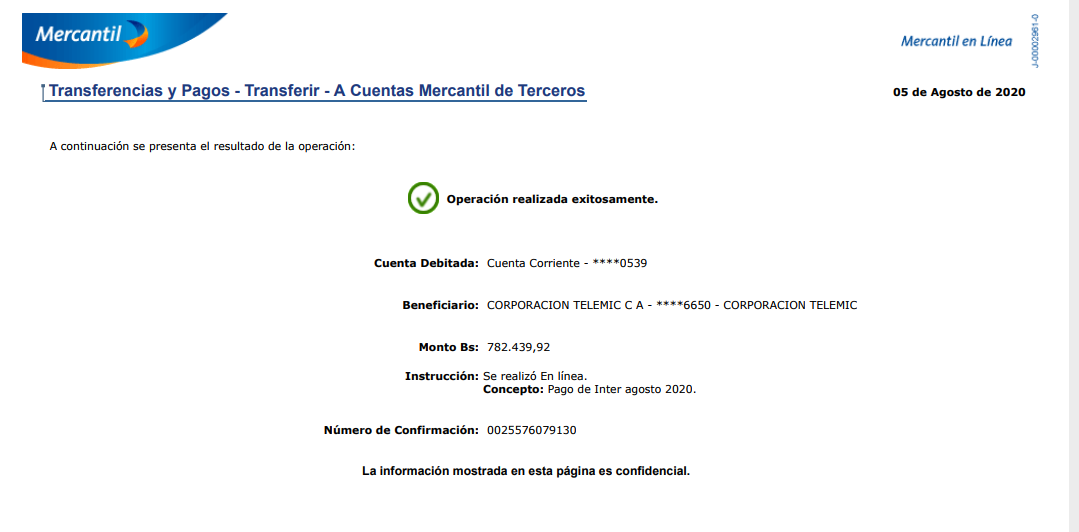 Mercantil
Mercantil en Línea
J-00002961-0
Transferencias y Pagos - Transferir - A Cuentas Mercantil de Terceros
05 de Agosto de 2020
A continuación se presenta el resultado de la operación:
Operación realizada exitosamente.
Cuenta Debitada: Cuenta Corriente - ****0539
Beneficiario: CORPORACION TELEMIC C A - ****6650 - CORPORACION TELEMIC
Monto Bs: 782.439,92
Instrucción: Se realizó En línea.
Concepto: Pago de Inter agosto 2020.
Número de Confirmación: 0025576079130
La información mostrada en esta página es confidencial.